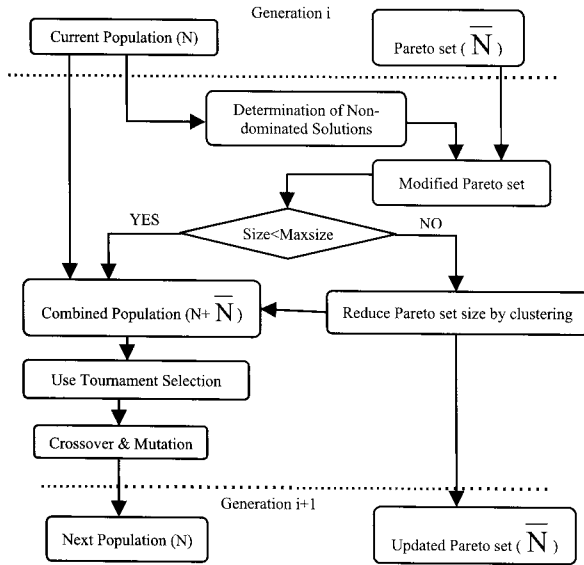 Generation i
Current Population (N)
Pareto set ( N̅ )
Determination of Non-
dominated Solutions
Modified Pareto set
YES
Size<Maxsize
NO
Combined Population (N+ N̅ )
Reduce Pareto set size by clustering
Use Tournament Selection
Crossover & Mutation
Generation i+1
Next Population (N)
Updated Pareto set ( N̅ )